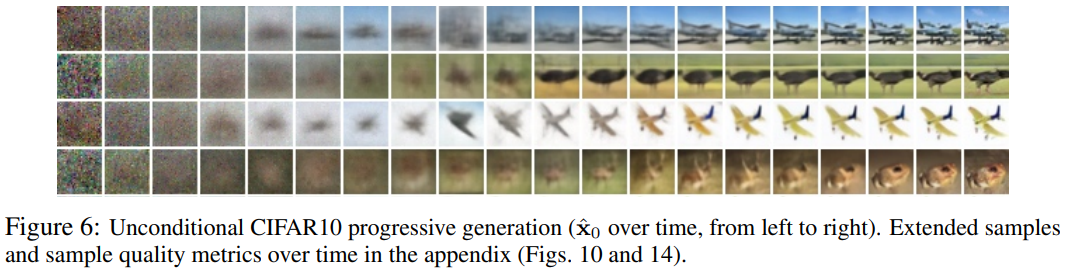 Figure 6: Unconditional CIFAR10 progressive generation (x̂₀ over time, from left to right). Extended samples
and sample quality metrics over time in the appendix (Figs. 10 and 14).